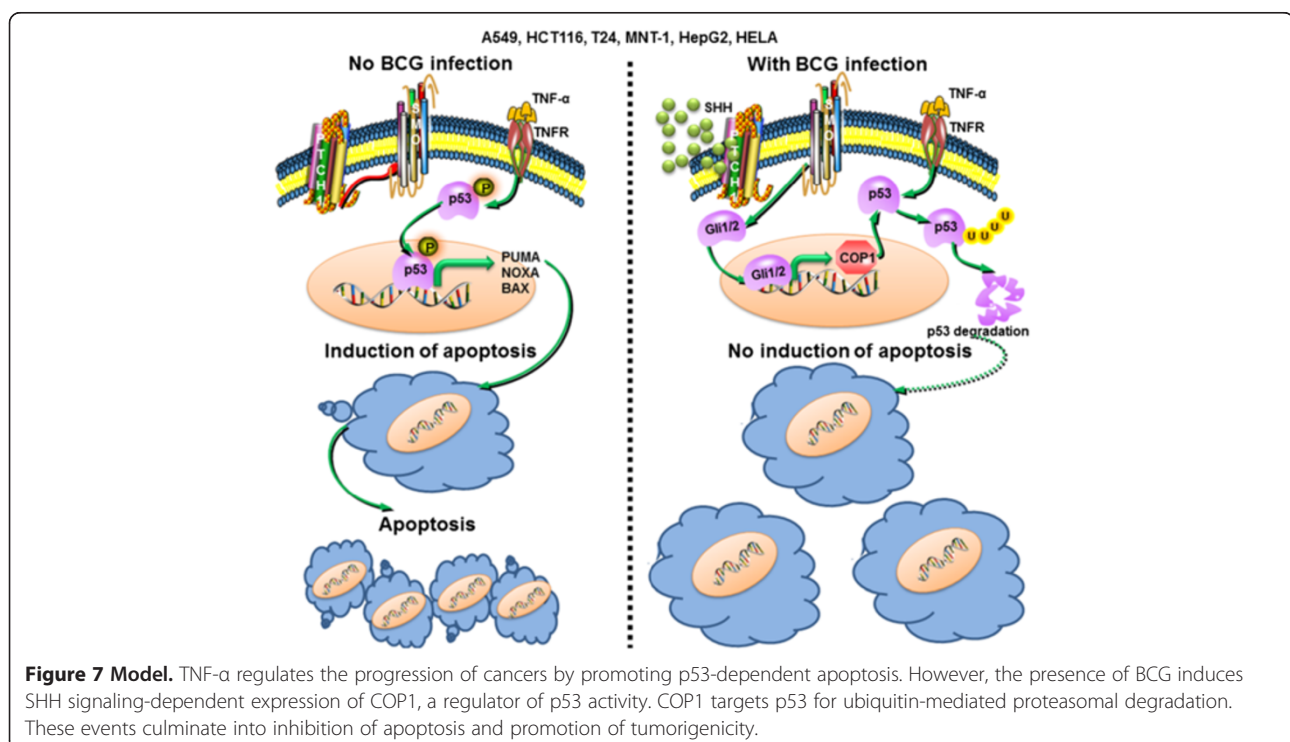 A549, HCT116, T24, MNT-1, HepG2, HELA
No BCG infection
TNF-α
TNFR
PTCH
SMO
p53
P
P
p53
PUMA
NOXA
BAX
Induction of apoptosis
Apoptosis
With BCG infection
SHH
TNF-α
TNFR
PTCH
SMO
p53
Gli1/2
p53
U U U U
COP1
Gli1/2
p53 degradation
No induction of apoptosis
Figure 7 Model. TNF-α regulates the progression of cancers by promoting p53-dependent apoptosis. However, the presence of BCG induces
SHH signaling-dependent expression of COP1, a regulator of p53 activity. COP1 targets p53 for ubiquitin-mediated proteasomal degradation.
These events culminate into inhibition of apoptosis and promotion of tumorigenicity.